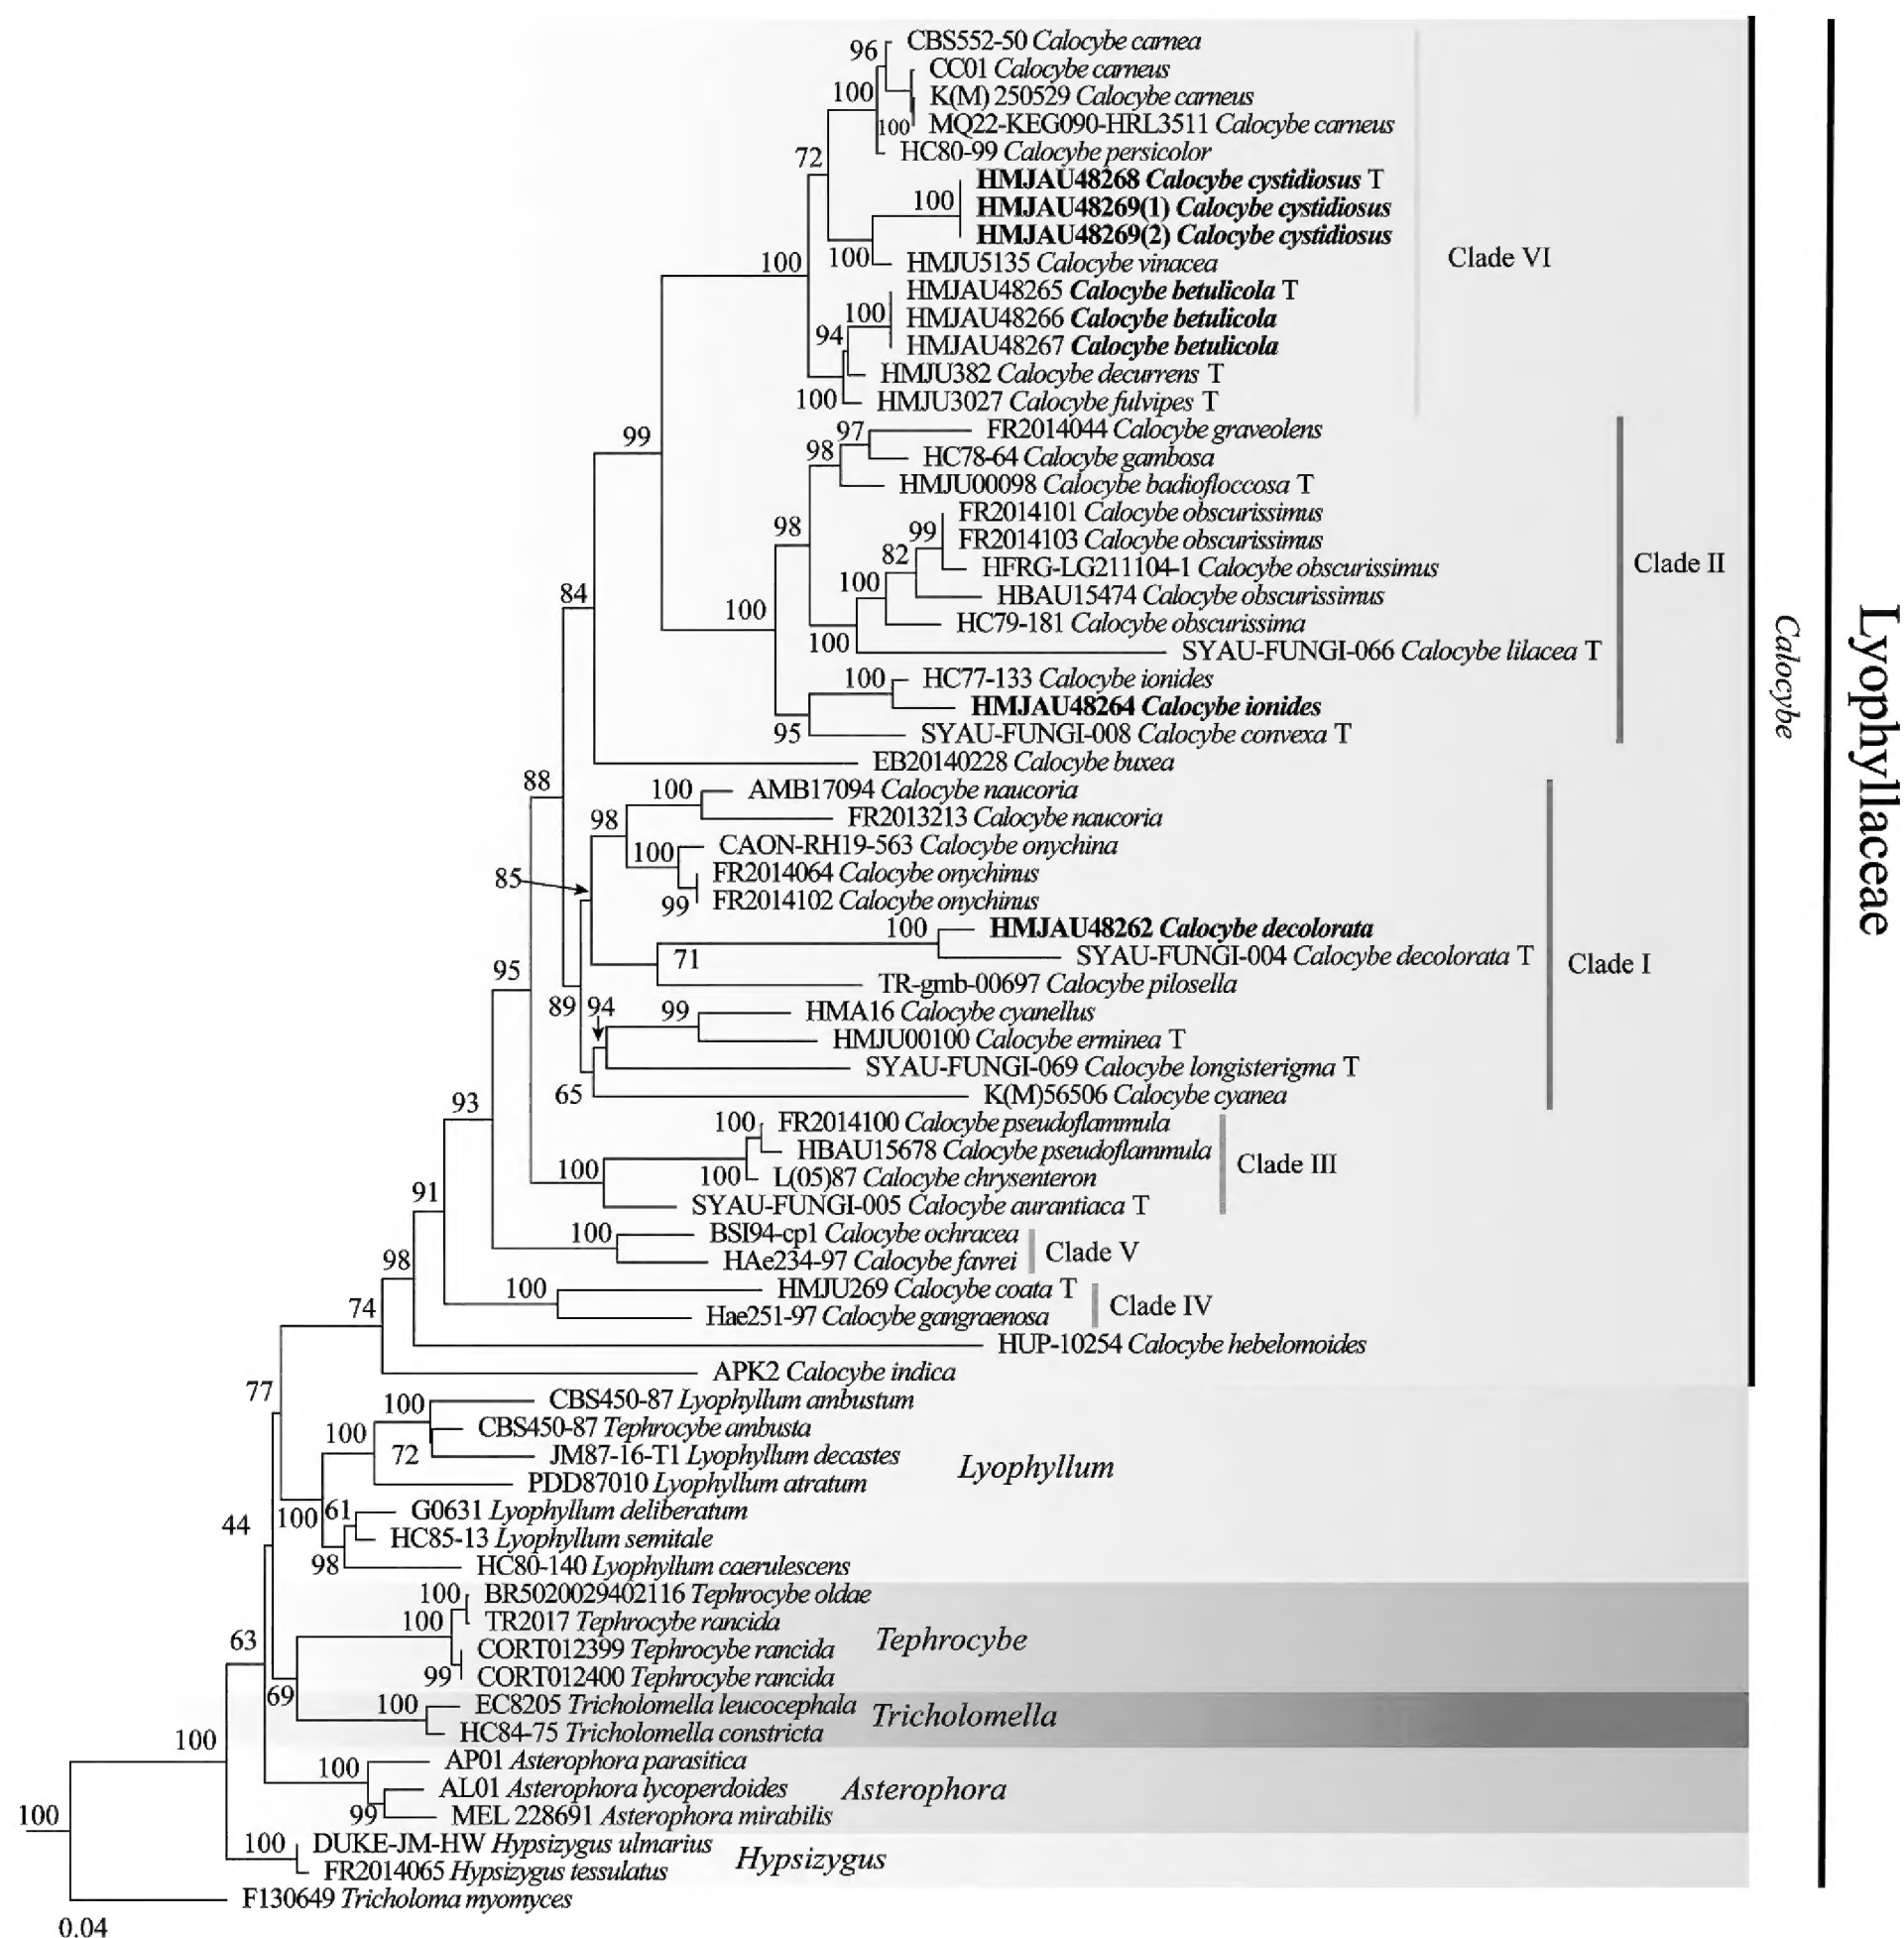 96
CBS552-50 Calocybe carnea
CC01 Calocybe carneus
100
K(M) 250529 Calocybe carneus
100
MQ22-KEG090-HRL3511 Calocybe carneus
72
HC80-99 Calocybe persicolor
HMJAU48268 Calocybe cystidiosus T
100
HMJAU48269(1) Calocybe cystidiosus
HMJAU48269(2) Calocybe cystidiosus
Clade VI
100
100
HMJU5135 Calocybe vinacea
HMJAU48265 Calocybe betulicola T
100
HMJAU48266 Calocybe betulicola
94
HMJAU48267 Calocybe betulicola
HMJU382 Calocybe decurrens T
100
HMJU3027 Calocybe fulvipes T
99
97
FR2014044 Calocybe graveolens
98
HC78-64 Calocybe gambosa
HMJU00098 Calocybe badiofloccosa T
98
FR2014101 Calocybe obscurissimus
99
FR2014103 Calocybe obscurissimus
82
HFRG-LG211104-1 Calocybe obscurissimus
Clade II
84
100
HBAU15474 Calocybe obscurissimus
100
HC79-181 Calocybe obscurissima
100
SYAU-FUNGI-066 Calocybe lilacea T
100
HC77-133 Calocybe ionides
HMJAU48264 Calocybe ionides
95
SYAU-FUNGI-008 Calocybe convexa T
EB20140228 Calocybe buxea
Calocybe
Lyophyllaceae
88
100
AMB17094 Calocybe naucoria
98
FR2013213 Calocybe naucoria
100
CAON-RH19-563 Calocybe onychina
85
FR2014064 Calocybe onychinus
99
FR2014102 Calocybe onychinus
100
HMJAU48262 Calocybe decolorata
71
SYAU-FUNGI-004 Calocybe decolorata T
Clade I
95
TR-gmb-00697 Calocybe pilosella
89
94
99
HMA16 Calocybe cyanellus
HMJU00100 Calocybe erminea T
SYAU-FUNGI-069 Calocybe longisterigma T
65
K(M)56506 Calocybe cyanea
93
100
FR2014100 Calocybe pseudoflammula
HBAU15678 Calocybe pseudoflammula
Clade III
100
100
L(05)87 Calocybe chrysenteron
91
SYAU-FUNGI-005 Calocybe aurantiaca T
100
BSI94-cp1 Calocybe ochracea
Clade V
98
HAe234-97 Calocybe favrei
100
HMJU269 Calocybe coata T
Clade IV
74
Hae251-97 Calocybe gangraenosa
HUP-10254 Calocybe hebelomoides
APK2 Calocybe indica
77
100
CBS450-87 Lyophyllum ambustum
100
CBS450-87 Tephrocybe ambusta
72
JM87-16-T1 Lyophyllum decastes
Lyophyllum
PDD87010 Lyophyllum atratum
44
100
61
G0631 Lyophyllum deliberatum
HC85-13 Lyophyllum semitale
98
HC80-140 Lyophyllum caerulescens
100
BR5020029402116 Tephrocybe oldae
100
TR2017 Tephrocybe rancida
63
CORT012399 Tephrocybe rancida
Tephrocybe
99
CORT012400 Tephrocybe rancida
69
100
EC8205 Tricholomella leucocephala
Tricholomella
HC84-75 Tricholomella constricta
100
100
AP01 Asterophora parasitica
AL01 Asterophora lycoperdoides
Asterophora
99
MEL 228691 Asterophora mirabilis
100
100
DUKE-JM-HW Hypsizygus ulmarius
Hypsizygus
FR2014065 Hypsizygus tessulatus
F130649 Tricholoma myomyces
0.04